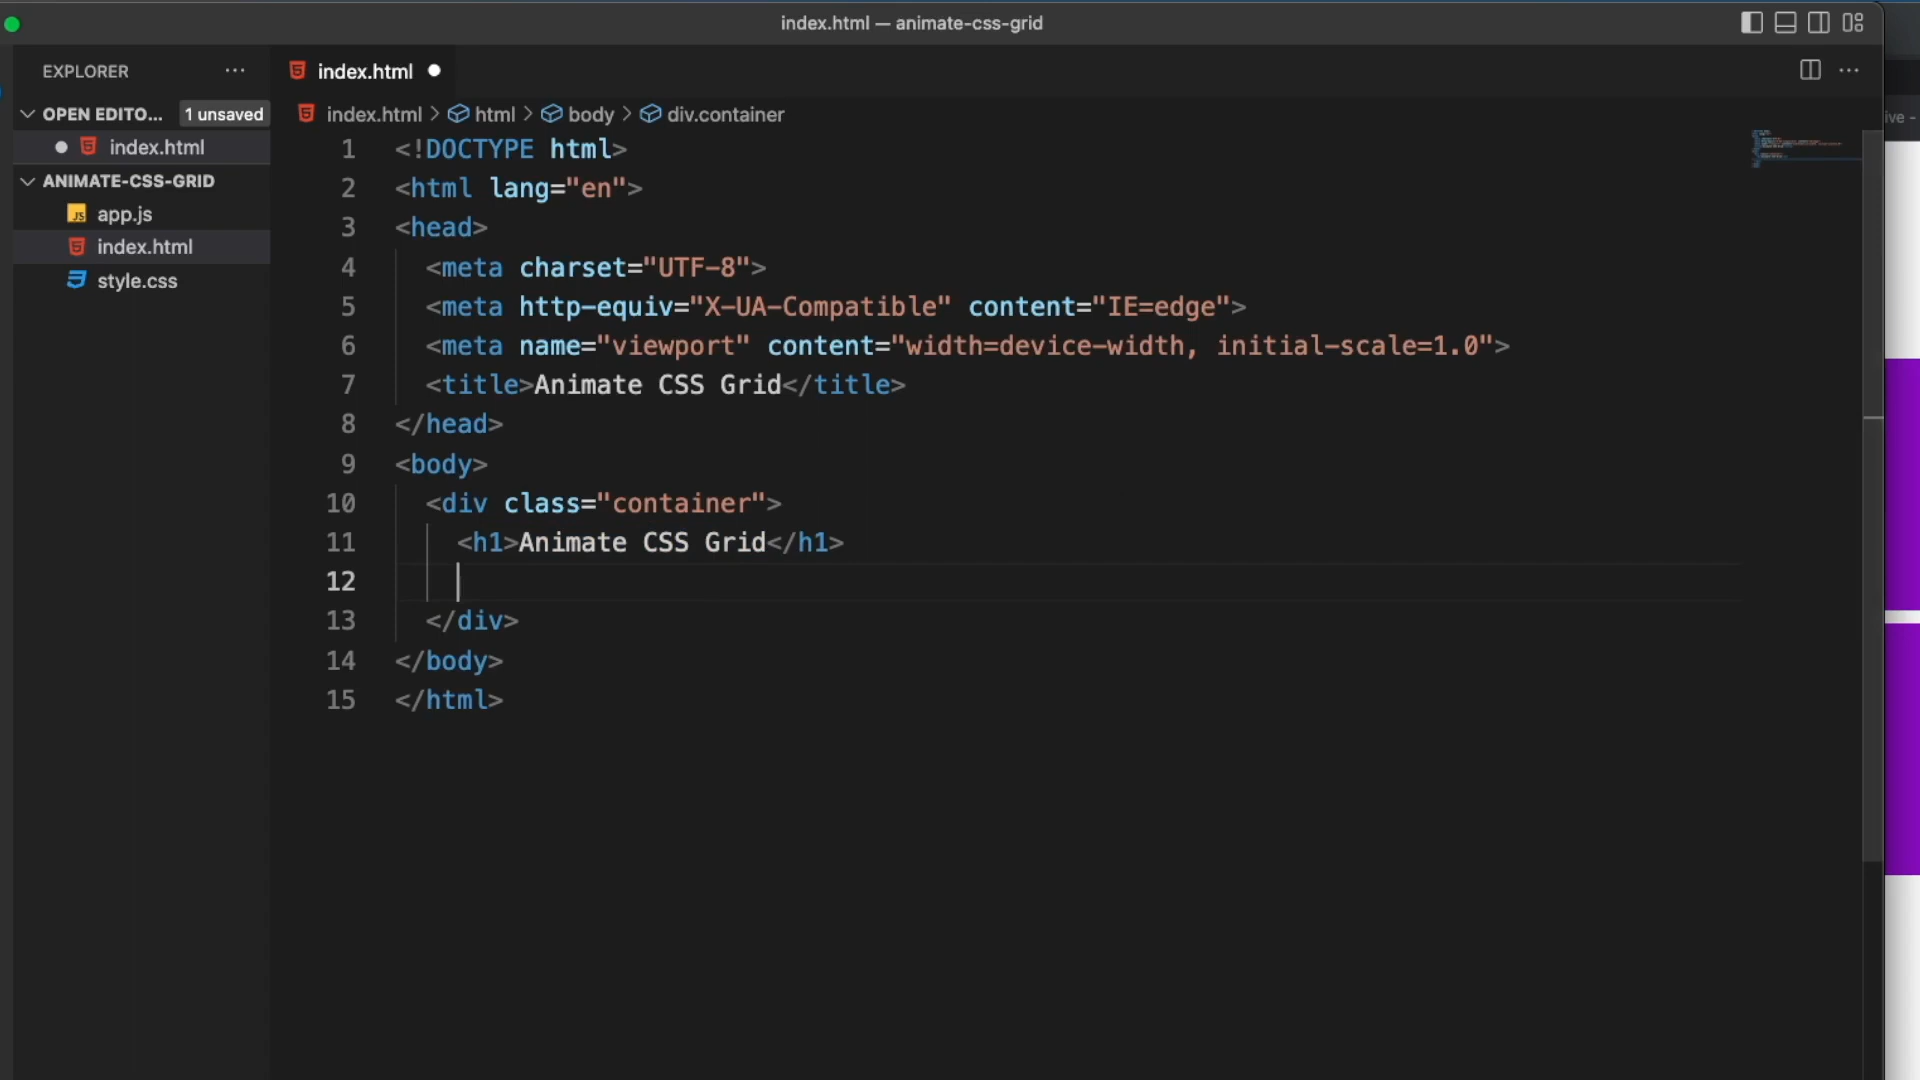 index.html — animate-css-grid
EXPLORER
index.html
OPEN EDITO... 1 unsaved
index.html > html > body > div.container
index.html
ANIMATE-CSS-GRID
app.js
index.html
style.css
1 <!DOCTYPE html>
2 <html lang="en">
3 <head>
4 <meta charset="UTF-8">
5 <meta http-equiv="X-UA-Compatible" content="IE=edge">
6 <meta name="viewport" content="width=device-width, initial-scale=1.0">
7 <title>Animate CSS Grid</title>
8 </head>
9 <body>
10 <div class="container">
11 <h1>Animate CSS Grid</h1>
12
13 </div>
14 </body>
15 </html>
ive -